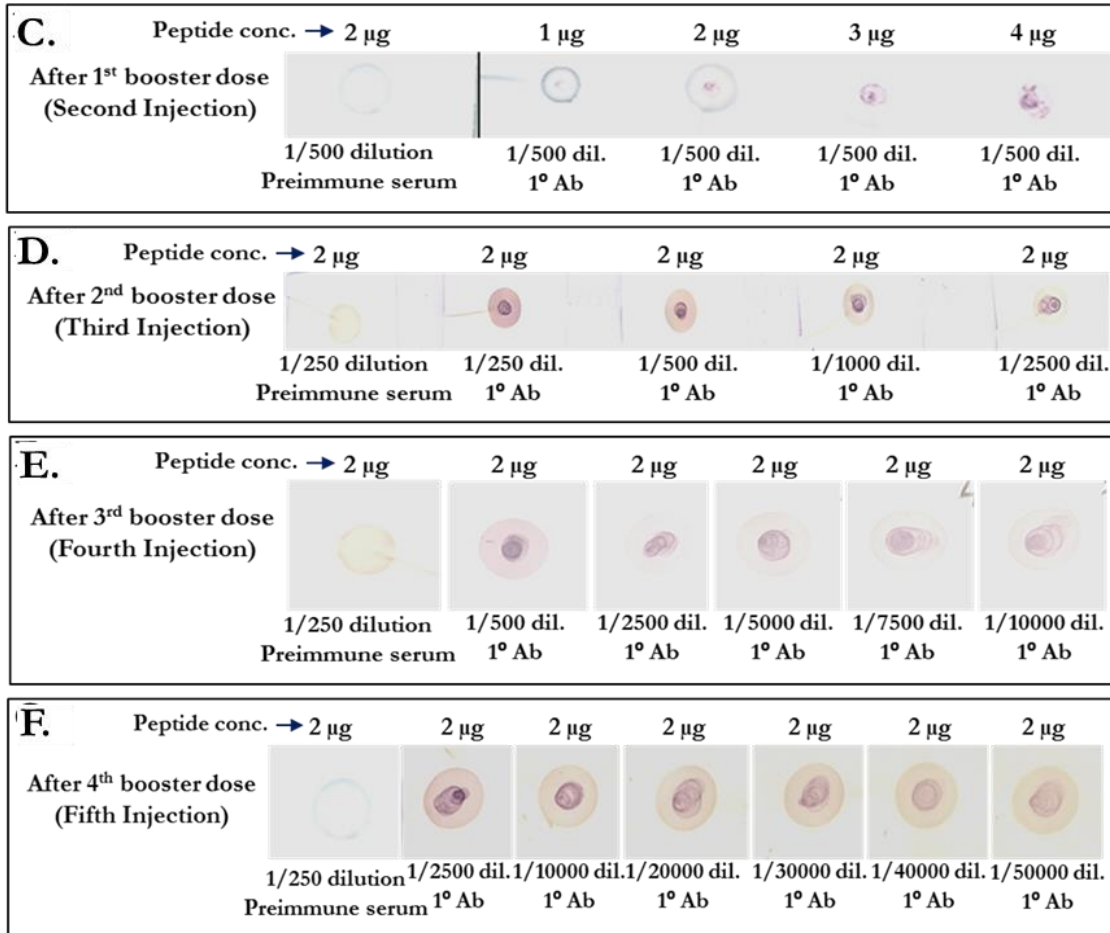 C. Peptide conc. → 2 µg 1 µg 2 µg 3 µg 4 µg
After 1st booster dose
(Second Injection)
1/500 dilution 1/500 dil. 1/500 dil. 1/500 dil. 1/500 dil.
Preimmune serum 1° Ab 1° Ab 1° Ab 1° Ab
D. Peptide conc. → 2 µg 2 µg 2 µg 2 µg 2 µg
After 2nd booster dose
(Third Injection)
1/250 dilution 1/250 dil. 1/500 dil. 1/1000 dil. 1/2500 dil.
Preimmune serum 1° Ab 1° Ab 1° Ab 1° Ab
E. Peptide conc. → 2 µg 2 µg 2 µg 2 µg 2 µg 2 µg
After 3rd booster dose
(Fourth Injection)
1/250 dilution 1/500 dil. 1/2500 dil. 1/5000 dil. 1/7500 dil. 1/10000 dil.
Preimmune serum 1° Ab 1° Ab 1° Ab 1° Ab 1° Ab
F. Peptide conc. → 2 µg 2 µg 2 µg 2 µg 2 µg 2 µg 2 µg
After 4th booster dose
(Fifth Injection)
1/250 dilution 1/2500 dil. 1/10000 dil. 1/20000 dil. 1/30000 dil. 1/40000 dil. 1/50000 dil.
Preimmune serum 1° Ab 1° Ab 1° Ab 1° Ab 1° Ab 1° Ab